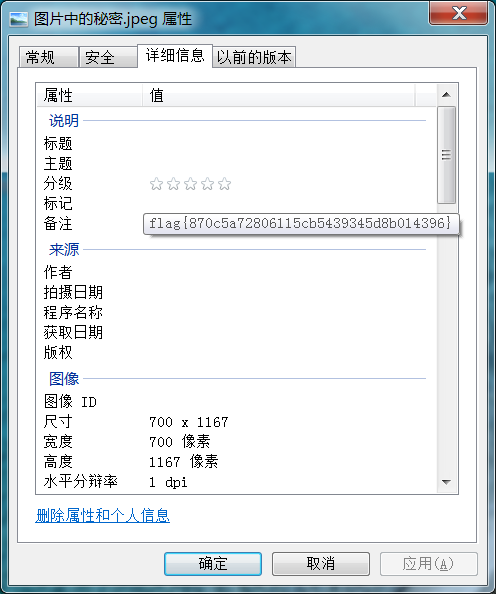 图片中的秘密.jpeg 属性
常规 安全 详细信息 以前的版本
属性 值
说明
标题
主题
分级
标记
备注 flag{870c5a72806115cb5439345d8b014396}
来源
作者
拍摄日期
程序名称
获取日期
版权
图像
图像 ID
尺寸 700 x 1167
宽度 700 像素
高度 1167 像素
水平分辩率 1 dpi
删除属性和个人信息
确定 取消 应用(A)